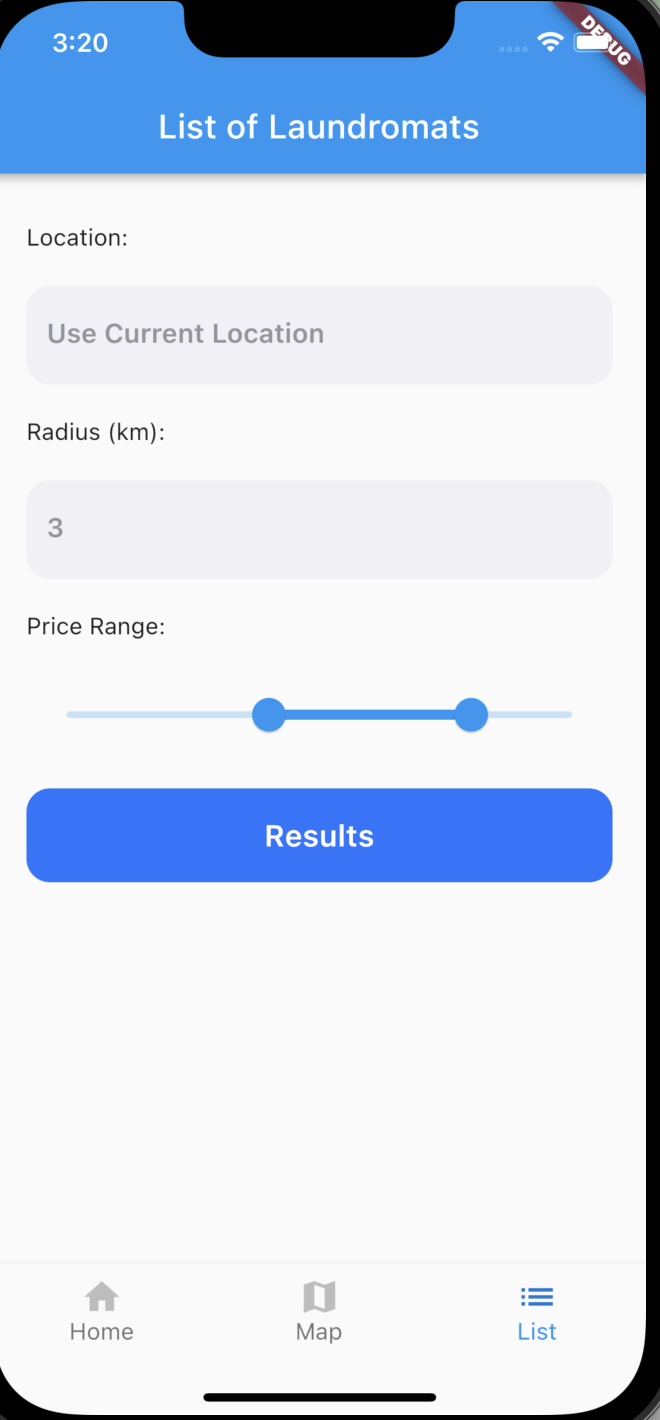 3:20
DEBUG
List of Laundromats
Location:
Use Current Location
Radius (km):
3
Price Range:
Results
Home
Map
List